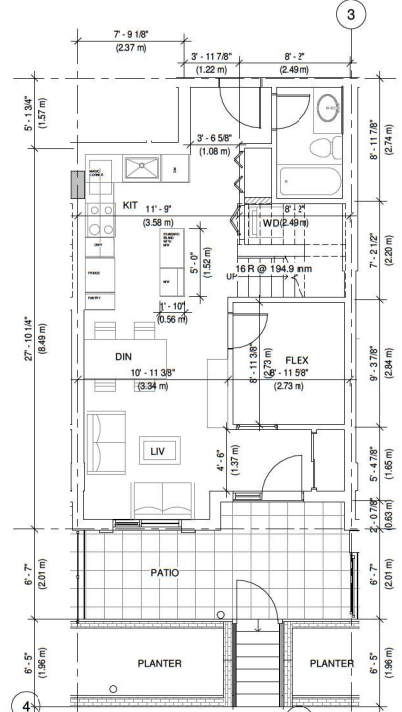 3
7' - 9 1/8"
(2.37 m)
3' - 11 7/8"
(1.22 m)
8' - 2"
(2.49 m)
5' - 1 3/4"
(1.57 m)
8' - 11 7/8"
(2.74 m)
3' - 6 5/8"
(1.08 m)
DW
KIT
11' - 9"
(3.58 m)
8' - 2"
WD
(2.49 m)
7' - 2 1/2"
(2.20 m)
5' - 0"
(1.52 m)
16 R @ 194.9 mm
UP
FRIDGE
PANTRY
1' - 10"
(0.56 m)
27' - 10 1/4"
(8.49 m)
DIN
8' - 11 3/8"
(2.73 m)
FLEX
10' - 11 3/8"
(3.34 m)
8' - 11 5/8"
(2.73 m)
9' - 3 7/8"
(2.84 m)
LIV
4' - 6"
(1.37 m)
5' - 4 7/8"
(1.65 m)
2' - 0 7/8"
(0.63 m)
6' - 7"
(2.01 m)
PATIO
6' - 7"
(2.01 m)
6' - 5"
(1.96 m)
PLANTER
PLANTER
6' - 5"
(1.96 m)
4